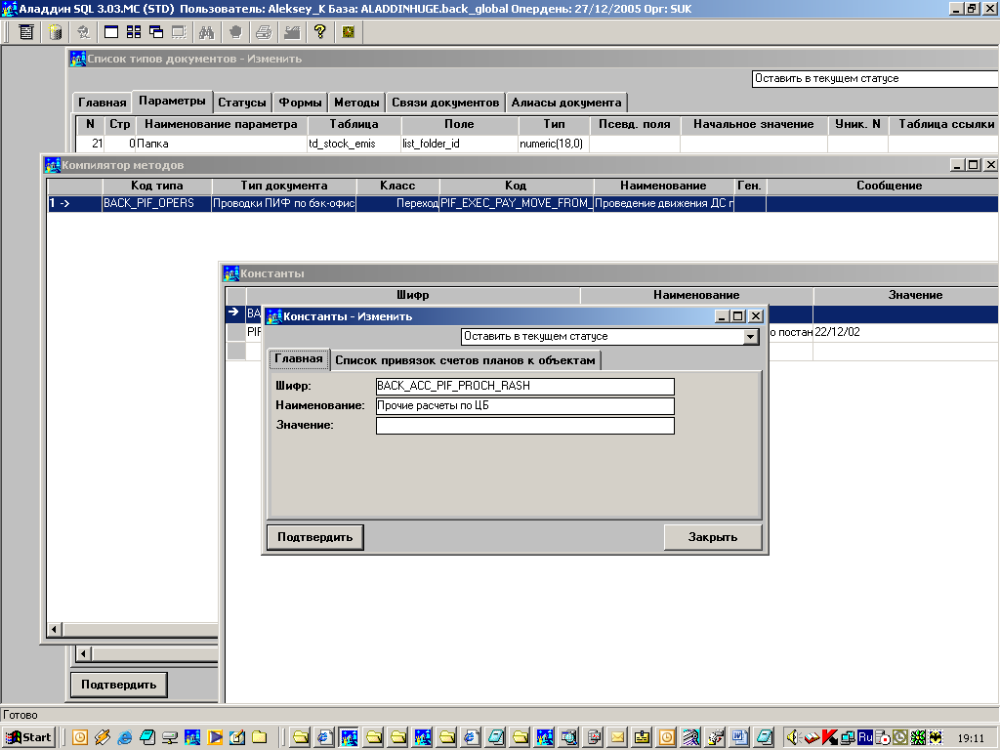 Аладдин SQL 3.03.MC (STD) Пользователь: Aleksey_K База: ALADDINHUGE.back_global Опердень: 27/12/2005 Орг: SUK
Список типов документов - Изменить
Оставить в текущем статусе
Главная Параметры Статусы Формы Методы Связи документов Алиасы документа
N Стр Наименование параметра Таблица Поле Тип Псевд. поля Начальное значение Уник. N Таблица ссылки
21 0 Папка td_stock_emis list_folder_id numeric(18,0)
Компилятор методов
Код типа Тип документа Класс Код Наименование Ген. Сообщение
1 -> BACK_PIF_OPERS Проводки ПИФ по бэк-офис Переход PIF_EXEC_PAY_MOVE_FROM_ Проведение движения ДС г
Константы
Шифр Наименование Значение
BA
PIF о постан 22/12/02
Константы - Изменить
Оставить в текущем статусе
Главная Список привязок счетов планов к объектам
Шифр: BACK_ACC_PIF_PROCH_RASH
Наименование: Прочие расчеты по ЦБ
Значение:
Подтвердить Закрыть
Подтвердить
Готово
Start Ru 19:11